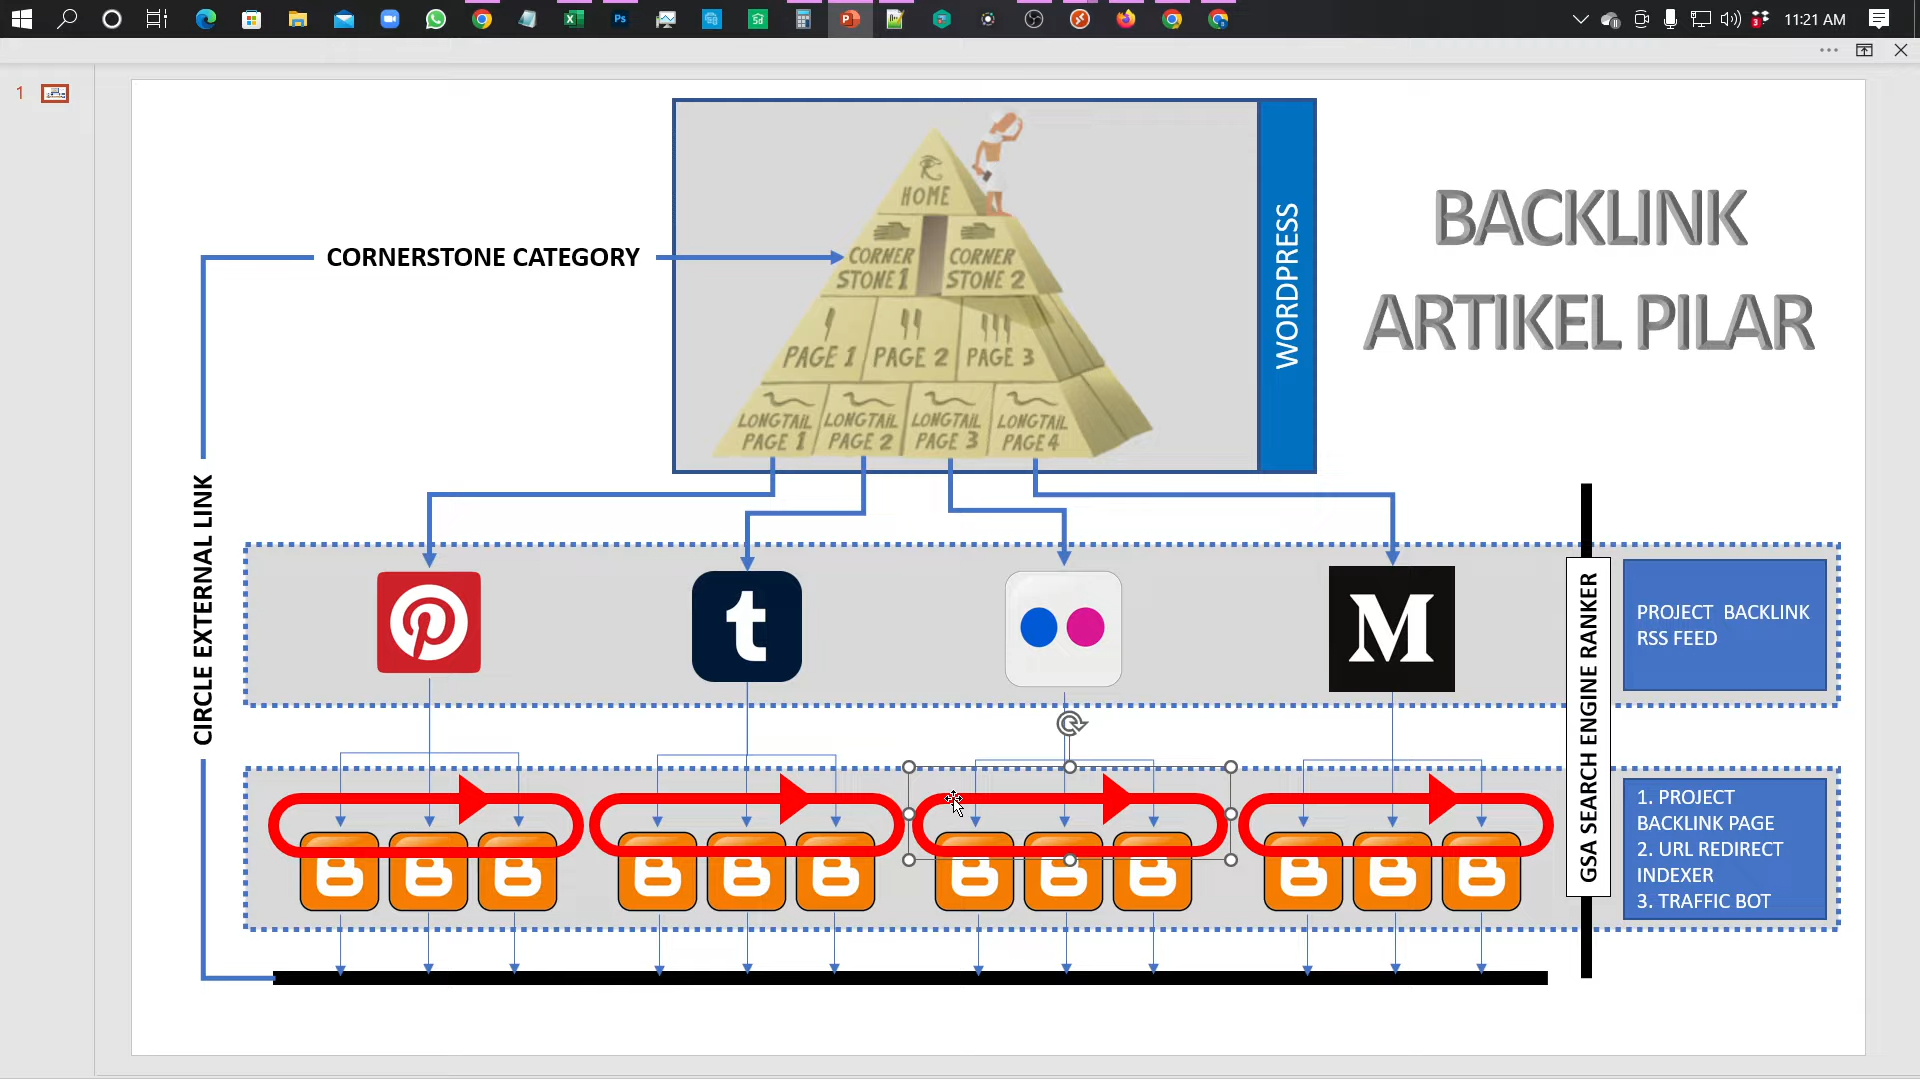 11:21 AM
1
HOME
CORNER
STONE 1
CORNER
STONE 2
PAGE 1
PAGE 2
PAGE 3
LONGTAIL
PAGE 1
LONGTAIL
PAGE 2
LONGTAIL
PAGE 3
LONGTAIL
PAGE 4
WORDPRESS
BACKLINK
ARTIKEL PILAR
CORNERSTONE CATEGORY
CIRCLE EXTERNAL LINK
GSA SEARCH ENGINE RANKER
PROJECT BACKLINK
RSS FEED
1. PROJECT
BACKLINK PAGE
2. URL REDIRECT
INDEXER
3. TRAFFIC BOT